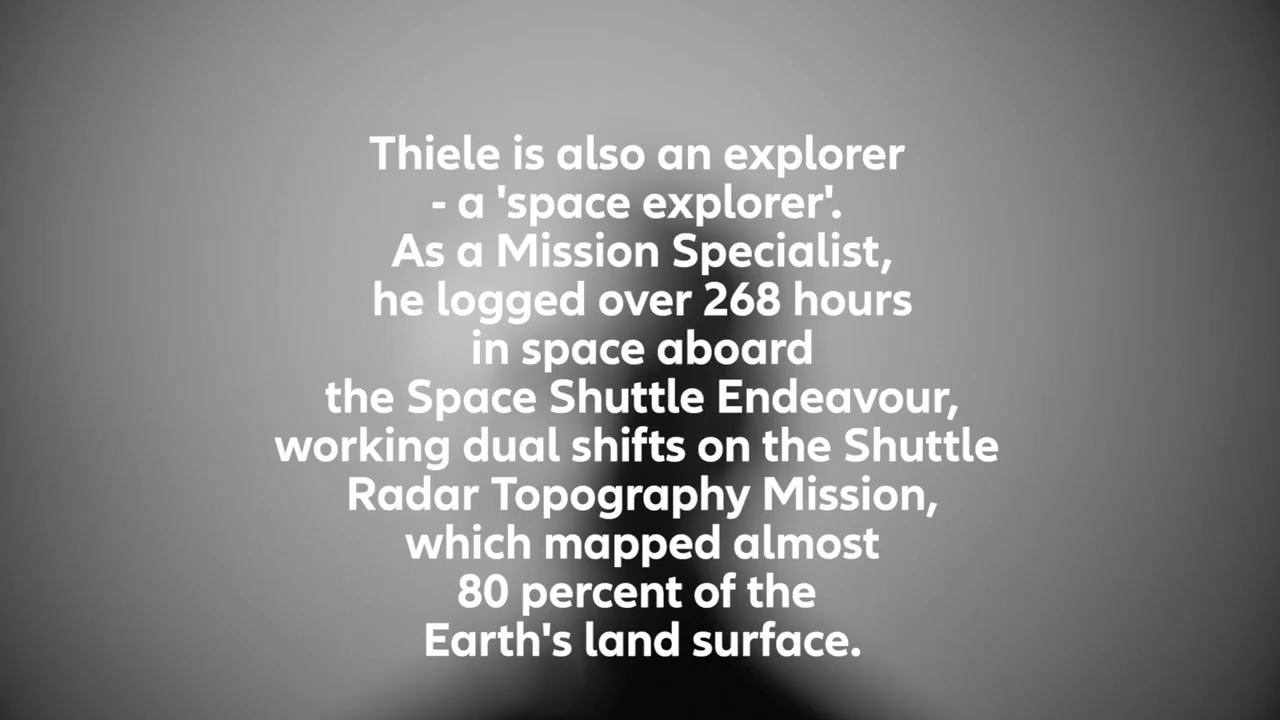 Thiele is also an explorer
- a 'space explorer'.
As a Mission Specialist,
he logged over 268 hours
in space aboard
the Space Shuttle Endeavour,
working dual shifts on the Shuttle
Radar Topography Mission,
which mapped almost
80 percent of the
Earth's land surface.